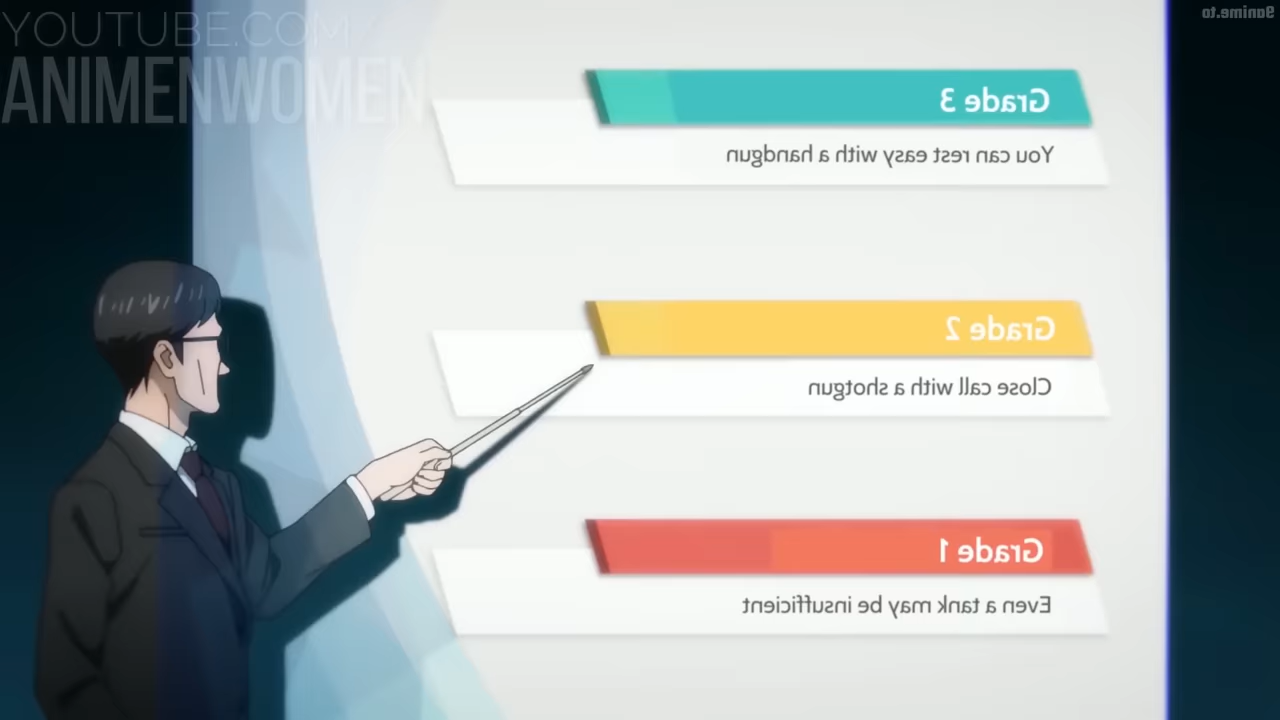 YOUTUBE.COM/
ANIMENWOMEN
9anime.to
Grade 3
You can rest easy with a handgun
Grade 2
Close call with a shotgun
Grade 1
Even a tank may be insufficient